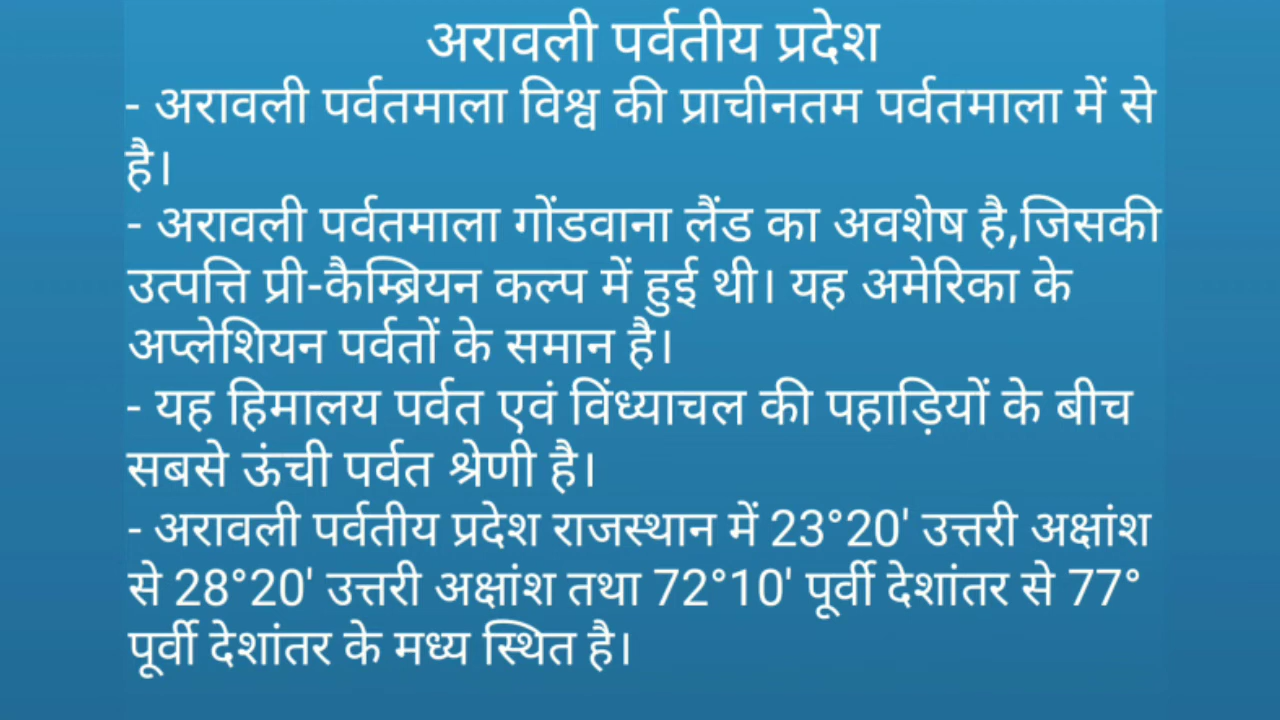 अरावली पर्वतीय प्रदेश
- अरावली पर्वतमाला विश्व की प्राचीनतम पर्वतमाला में से
है।
- अरावली पर्वतमाला गोंडवाना लैंड का अवशेष है,जिसकी
उत्पत्ति प्री-कैम्ब्रियन कल्प में हुई थी। यह अमेरिका के
अप्लेशियन पर्वतों के समान है।
- यह हिमालय पर्वत एवं विंध्याचल की पहाड़ियों के बीच
सबसे ऊंची पर्वत श्रेणी है।
- अरावली पर्वतीय प्रदेश राजस्थान में 23°20' उत्तरी अक्षांश
से 28°20' उत्तरी अक्षांश तथा 72°10' पूर्वी देशांतर से 77°
पूर्वी देशांतर के मध्य स्थित है।